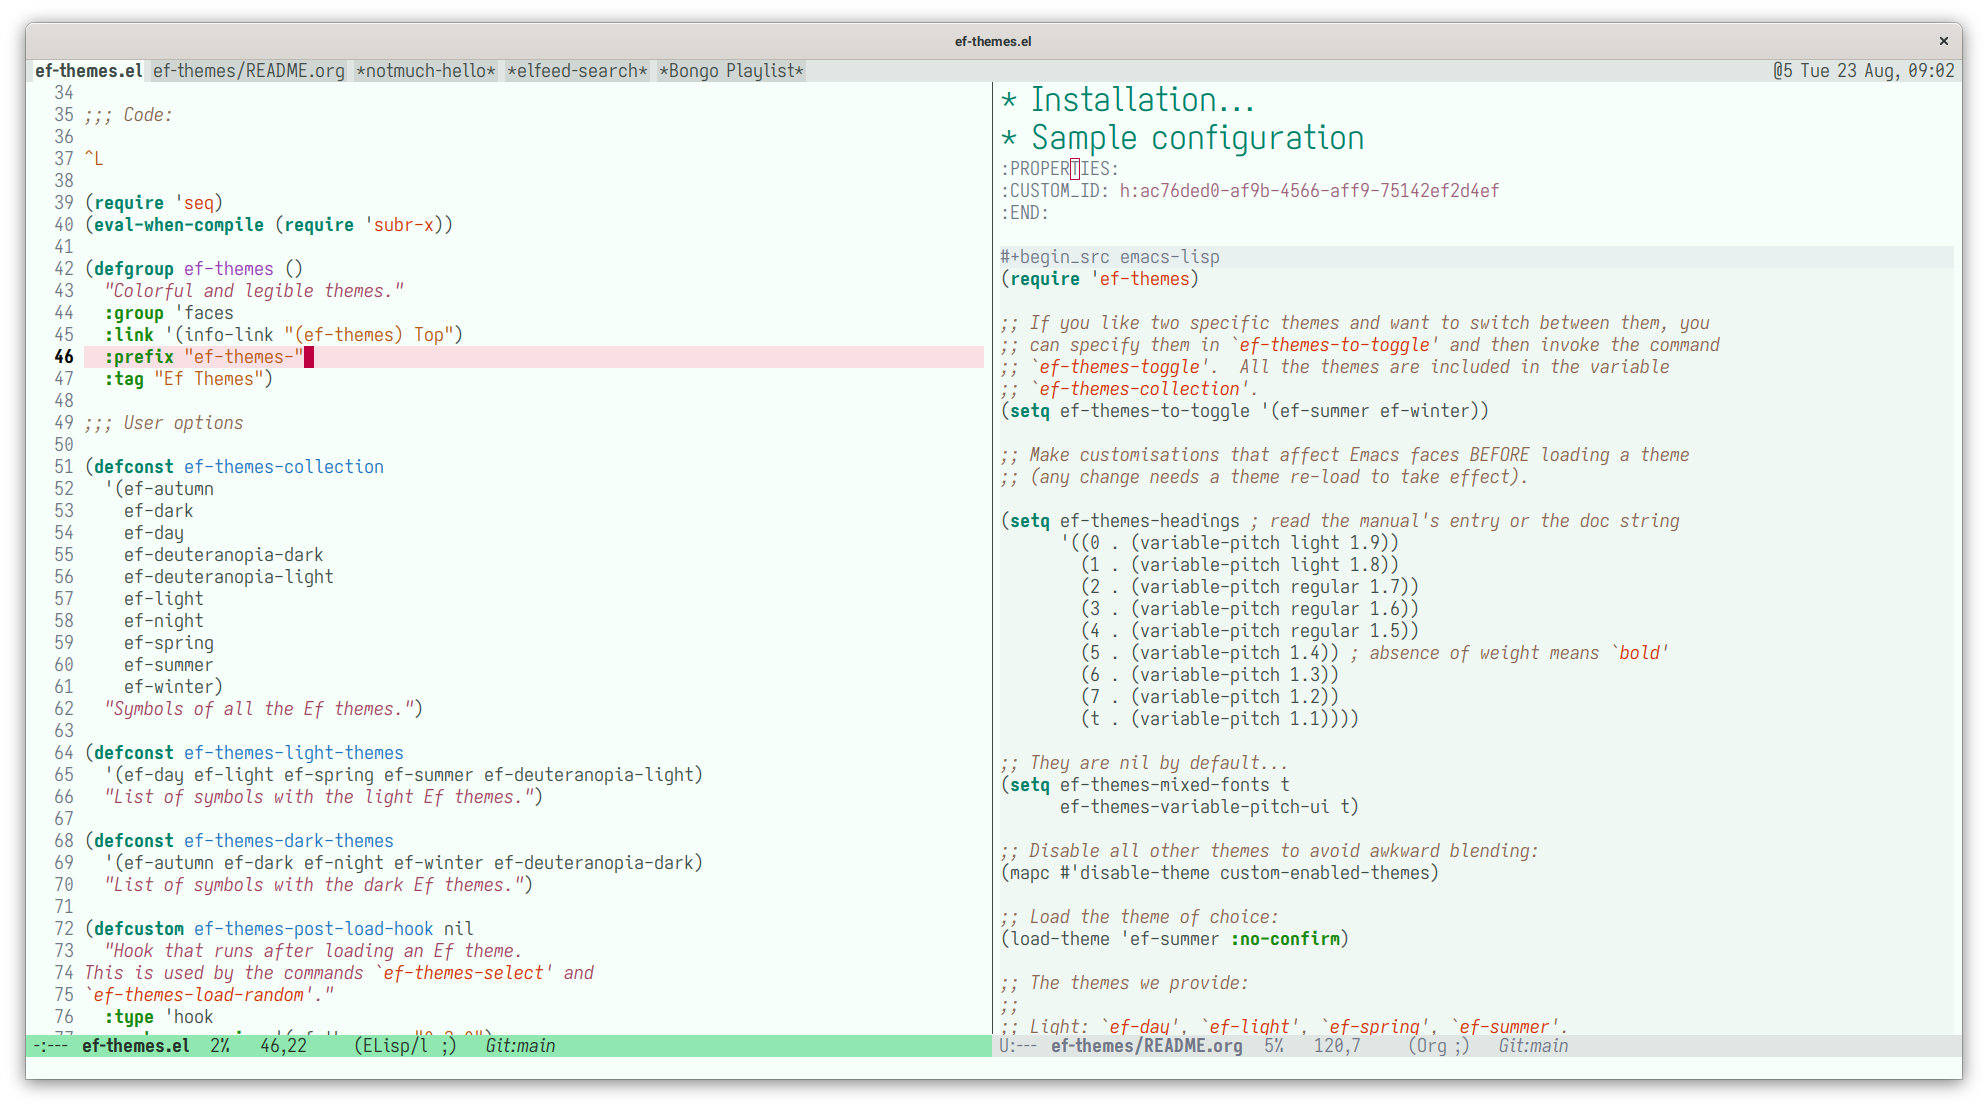 ef-themes.el ×
ef-themes.el ef-themes/README.org *notmuch-hello* *elfeed-search* *Bongo Playlist* @5 Tue 23 Aug, 09:02
34
35 ;;; Code:
36
37 ^L
38
39 (require 'seq)
40 (eval-when-compile (require 'subr-x))
41
42 (defgroup ef-themes ()
43   "Colorful and legible themes."
44   :group 'faces
45   :link '(info-link "(ef-themes) Top")
46   :prefix "ef-themes-"
47   :tag "Ef Themes")
48
49 ;;; User options
50
51 (defconst ef-themes-collection
52   '(ef-autumn
53     ef-dark
54     ef-day
55     ef-deuteranopia-dark
56     ef-deuteranopia-light
57     ef-light
58     ef-night
59     ef-spring
60     ef-summer
61     ef-winter)
62   "Symbols of all the Ef themes.")
63
64 (defconst ef-themes-light-themes
65   '(ef-day ef-light ef-spring ef-summer ef-deuteranopia-light)
66   "List of symbols with the light Ef themes.")
67
68 (defconst ef-themes-dark-themes
69   '(ef-autumn ef-dark ef-night ef-winter ef-deuteranopia-dark)
70   "List of symbols with the dark Ef themes.")
71
72 (defcustom ef-themes-post-load-hook nil
73   "Hook that runs after loading an Ef theme.
74 This is used by the commands `ef-themes-select' and
75 `ef-themes-load-random'."
76   :type 'hook
-:--- ef-themes.el 2% 46,22 (ELisp/l ;) Git:main
* Installation...
* Sample configuration
:PROPERTIES:
:CUSTOM_ID: h:ac76ded0-af9b-4566-aff9-75142ef2d4ef
:END:

#+begin_src emacs-lisp
(require 'ef-themes)

;; If you like two specific themes and want to switch between them, you
;; can specify them in `ef-themes-to-toggle' and then invoke the command
;; `ef-themes-toggle'.  All the themes are included in the variable
;; `ef-themes-collection'.
(setq ef-themes-to-toggle '(ef-summer ef-winter))

;; Make customisations that affect Emacs faces BEFORE loading a theme
;; (any change needs a theme re-load to take effect).

(setq ef-themes-headings ; read the manual's entry or the doc string
      '((0 . (variable-pitch light 1.9))
        (1 . (variable-pitch light 1.8))
        (2 . (variable-pitch regular 1.7))
        (3 . (variable-pitch regular 1.6))
        (4 . (variable-pitch regular 1.5))
        (5 . (variable-pitch 1.4)) ; absence of weight means `bold'
        (6 . (variable-pitch 1.3))
        (7 . (variable-pitch 1.2))
        (t . (variable-pitch 1.1))))

;; They are nil by default...
(setq ef-themes-mixed-fonts t
      ef-themes-variable-pitch-ui t)

;; Disable all other themes to avoid awkward blending:
(mapc #'disable-theme custom-enabled-themes)

;; Load the theme of choice:
(load-theme 'ef-summer :no-confirm)

;; The themes we provide:
;;
;; Light: `ef-day', `ef-light', `ef-spring', `ef-summer'.
U:--- ef-themes/README.org 5% 120,7 (Org ;) Git:main